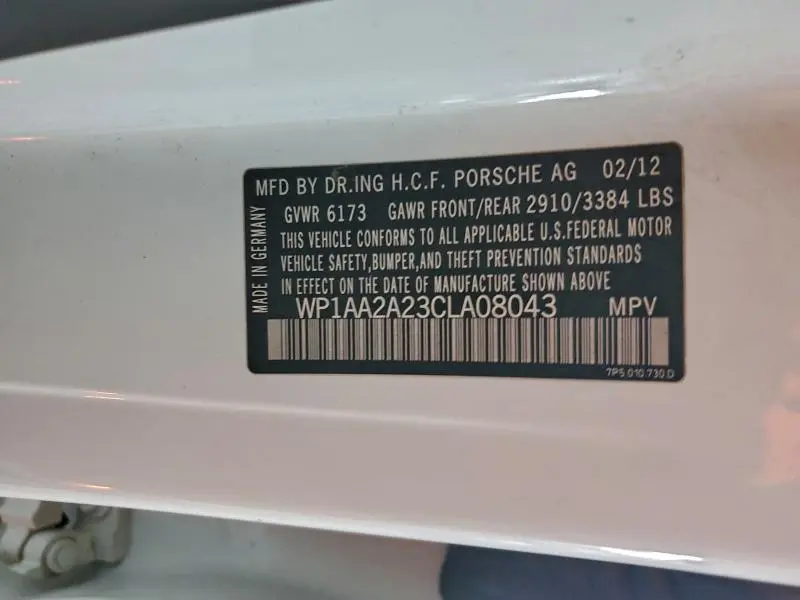 MFD BY DR.ING H.C.F. PORSCHE AG 02/12
GVWR 6173 GAWR FRONT/REAR 2910/3384 LBS
THIS VEHICLE CONFORMS TO ALL APPLICABLE U.S.FEDERAL MOTOR
VEHICLE SAFETY,BUMPER,AND THEFT PREVENTION STANDARDS
IN EFFECT ON THE DATE OF MANUFACTURE SHOWN ABOVE
WP1AA2A23CLA08043 MPV
7P5.010.730.D
MADE IN GERMANY